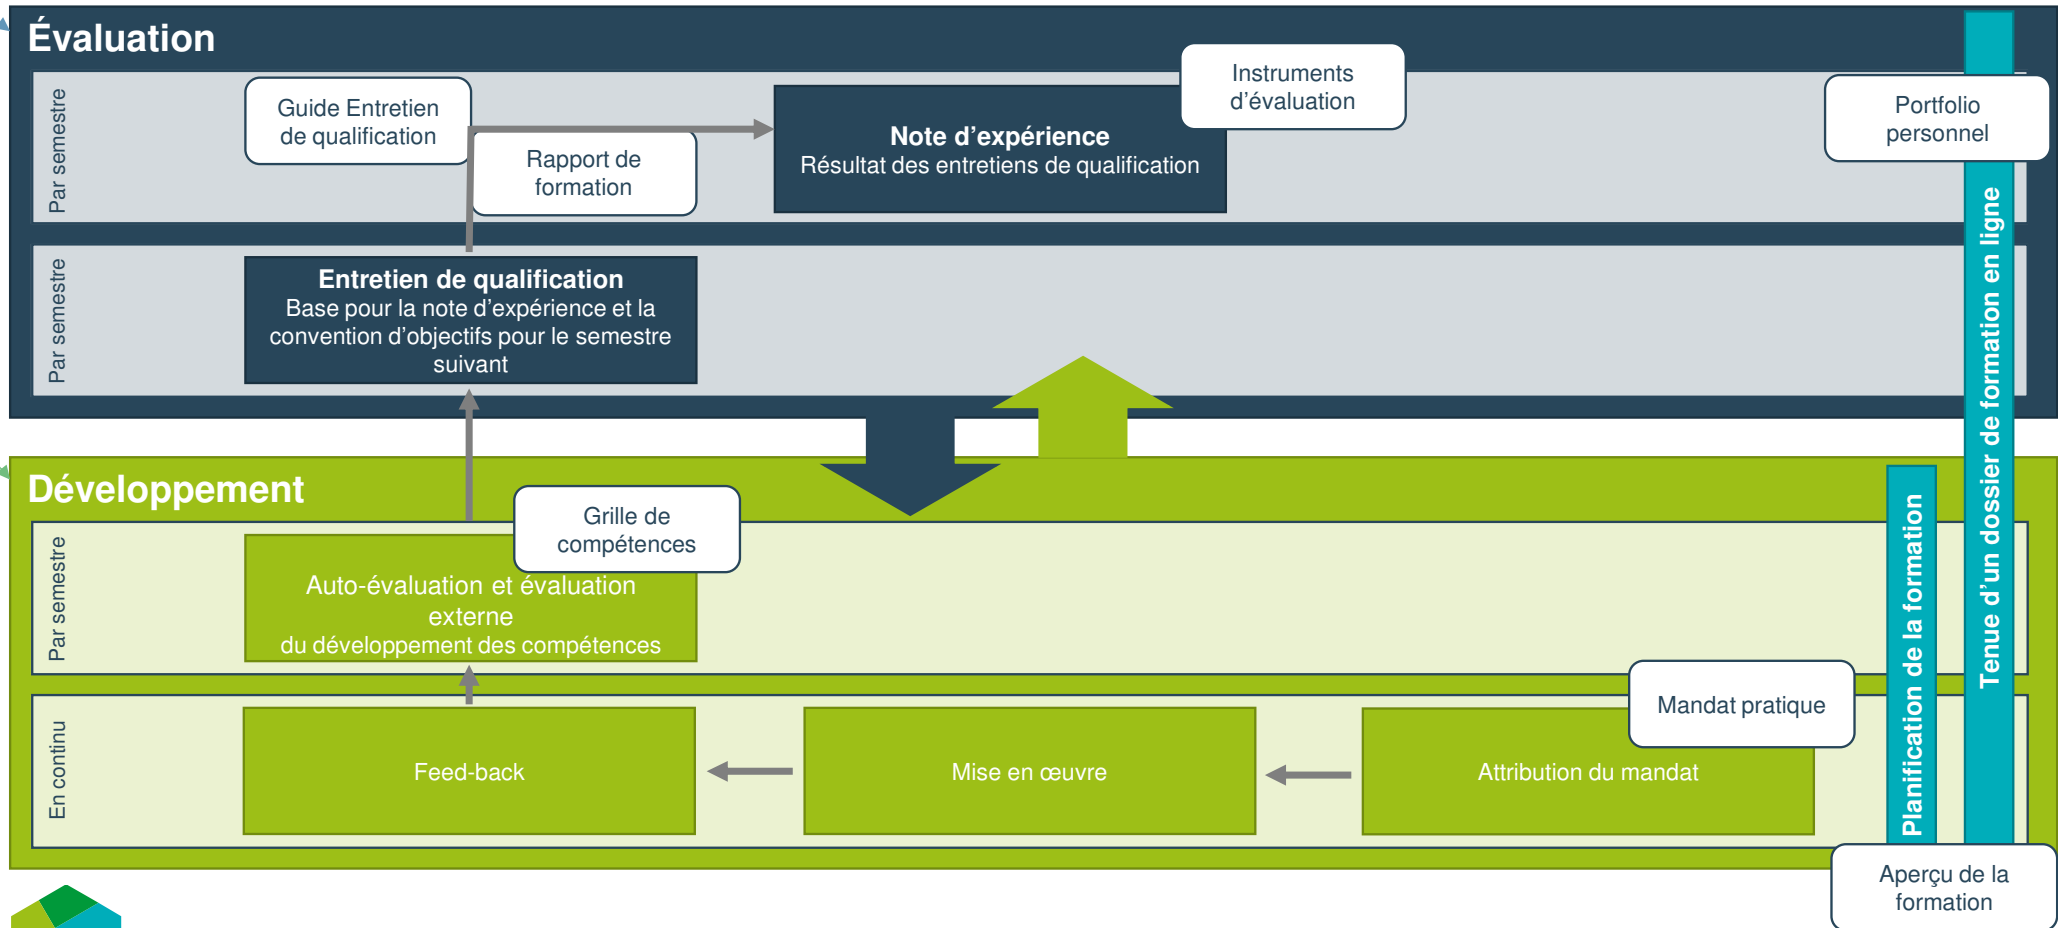 Évaluation
Par semestre
Guide Entretien
de qualification
Rapport de
formation
Note d’expérience
Résultat des entretiens de qualification
Instruments
d’évaluation
Portfolio
personnel
Par semestre
Entretien de qualification
Base pour la note d’expérience et la
convention d’objectifs pour le semestre
suivant
Tenue d’un dossier de formation en ligne
Développement
Par semestre
Grille de
compétences
Auto-évaluation et évaluation
externe
du développement des compétences
Planification de la formation
En continu
Feed-back
Mise en œuvre
Attribution du mandat
Mandat pratique
Aperçu de la
formation